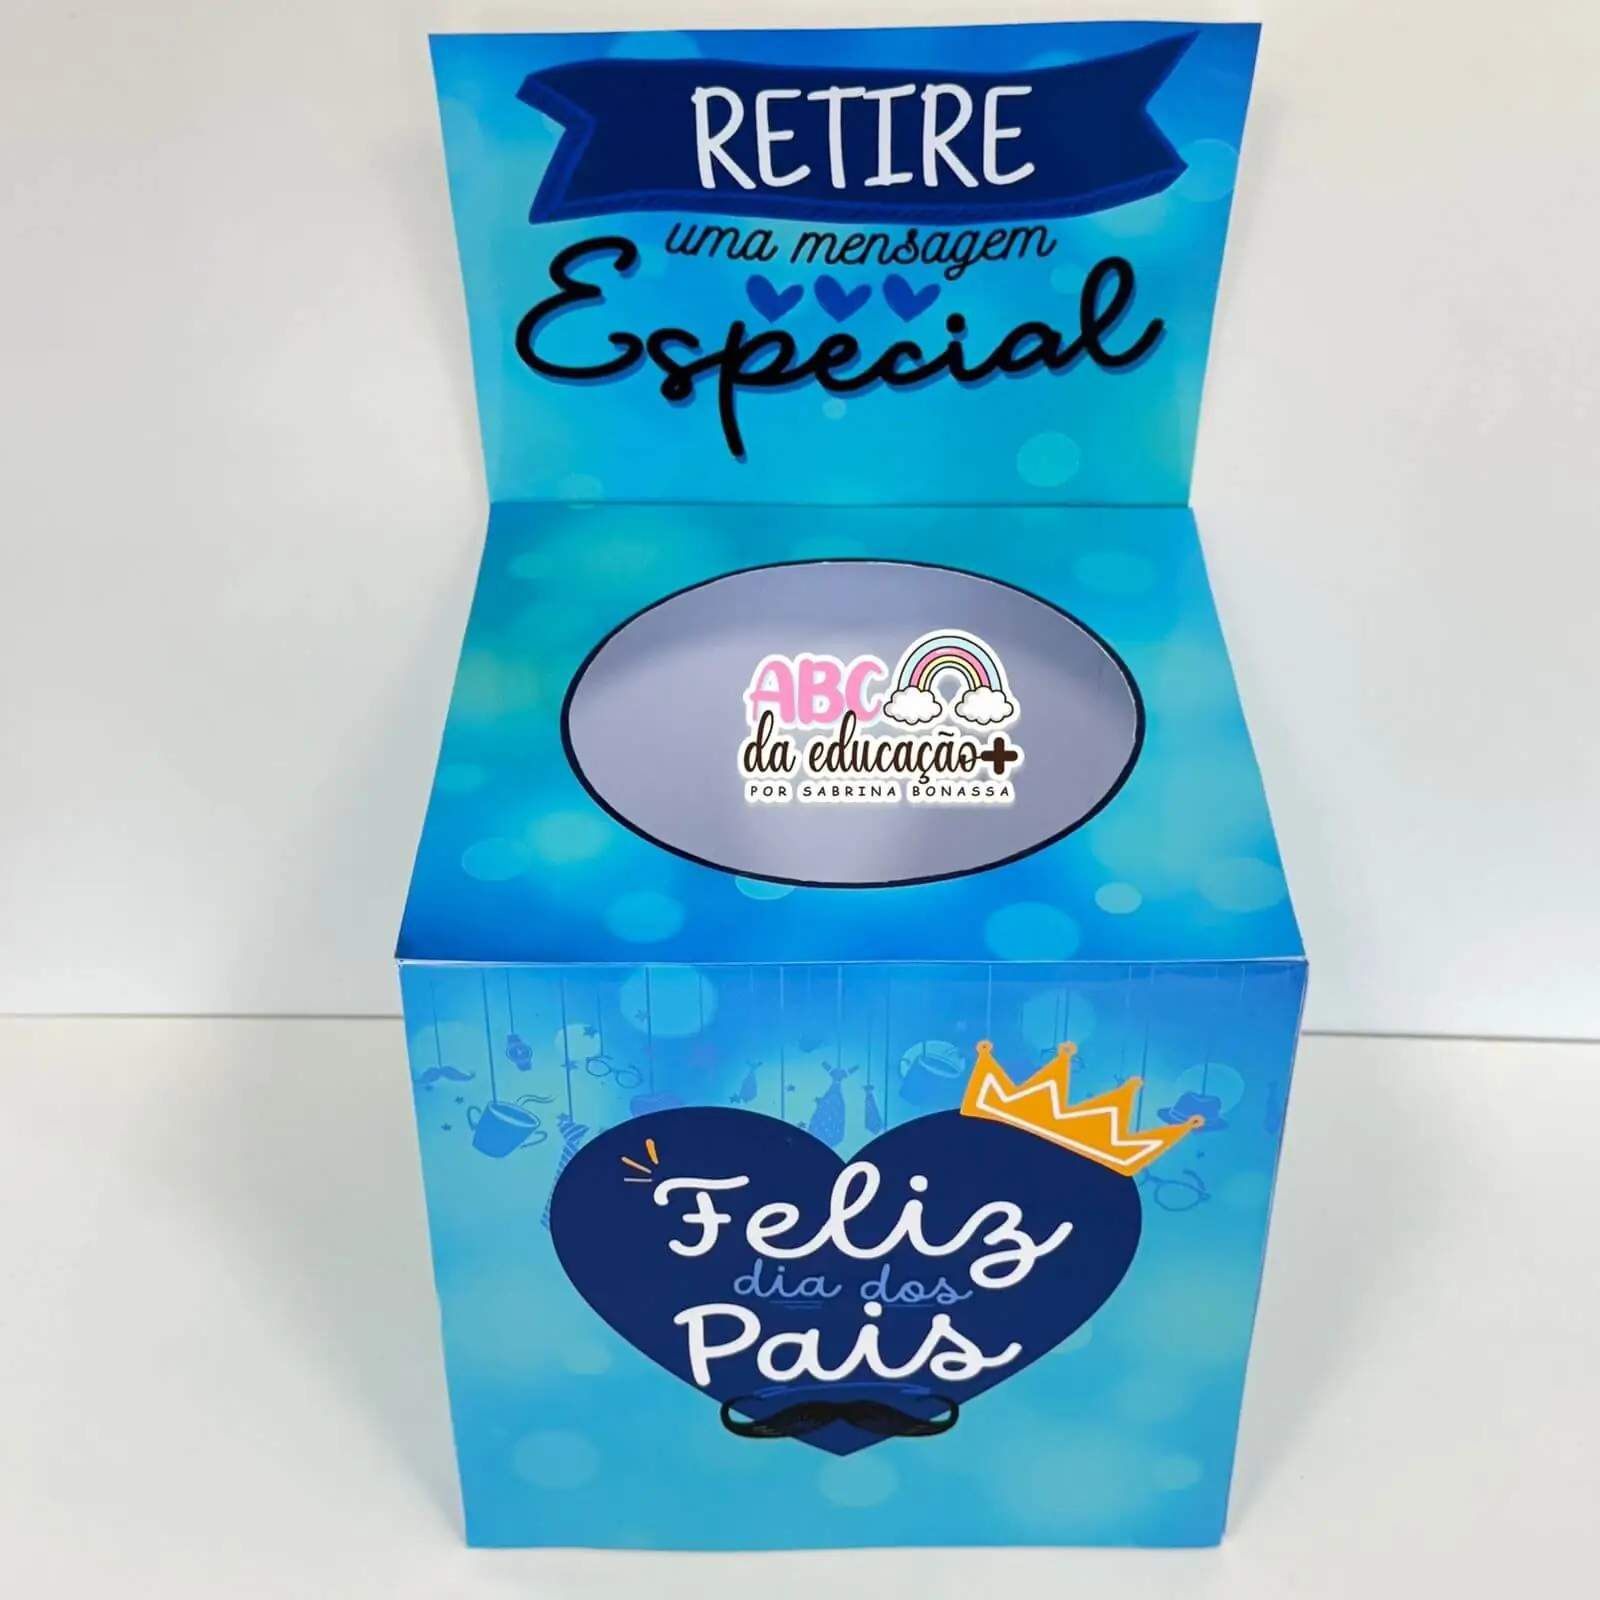 RETIRE
uma mensagem
Especial
ABC
da educação+
POR SABRINA BONASSA
Feliz
dia dos
Pais